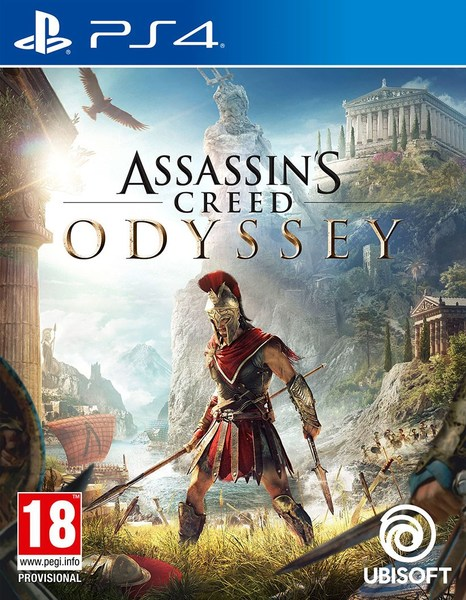 PS4
ASSASSIN'S
CREED
ODYSSEY
18
www.pegi.info
PROVISIONAL
UBISOFT